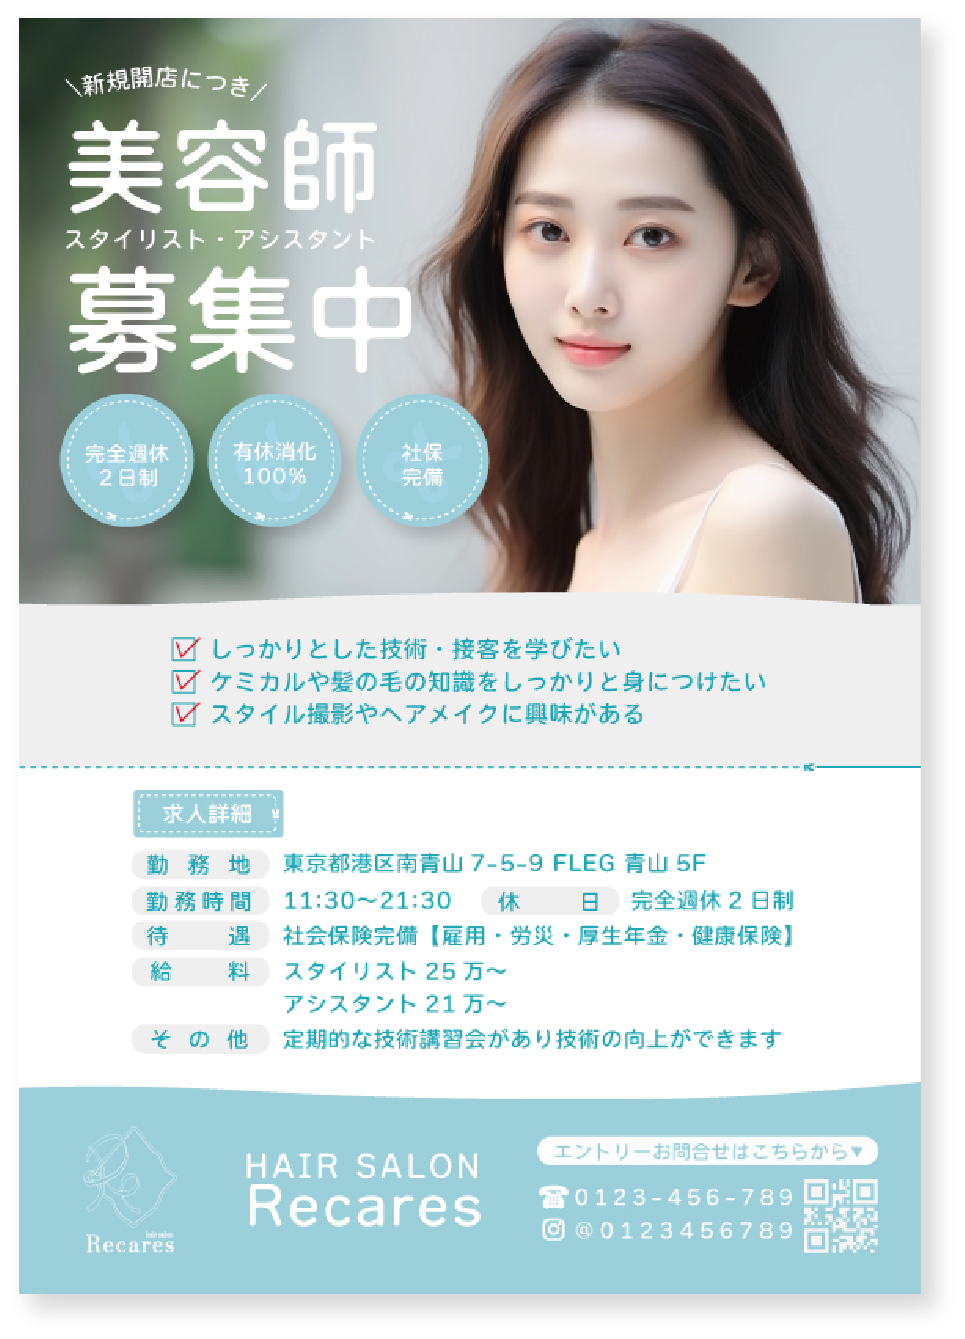 \新規開店につき/
美容師
スタイリスト・アシスタント
募集中
完全週休
2日制
有休消化
100%
社保
完備
しっかりとした技術・接客を学びたい
ケミカルや髪の毛の知識をしっかりと身につけたい
スタイル撮影やヘアメイクに興味がある
求人詳細
勤務地 東京都港区南青山 7-5-9 FLEG 青山 5F
勤務時間 11:30〜21:30 休日 完全週休 2 日制
待遇 社会保険完備【雇用・労災・厚生年金・健康保険】
給料 スタイリスト 25 万〜
アシスタント 21 万〜
その他 定期的な技術講習会があり技術の向上ができます
エントリーお問合せはこちらから▼
HAIR SALON
Recares
0123-456-789
@0123456789
Re
hair salon
Recares